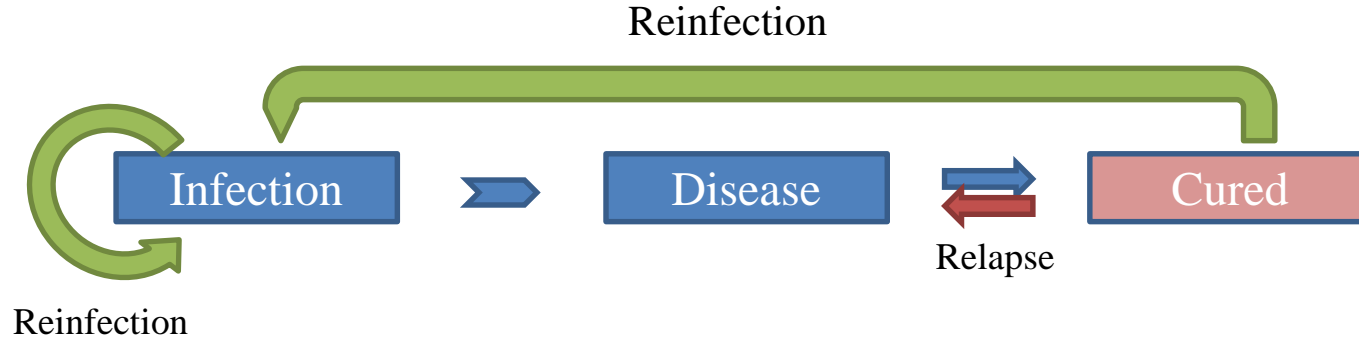 Reinfection
Infection
Disease
Cured
Relapse
Reinfection